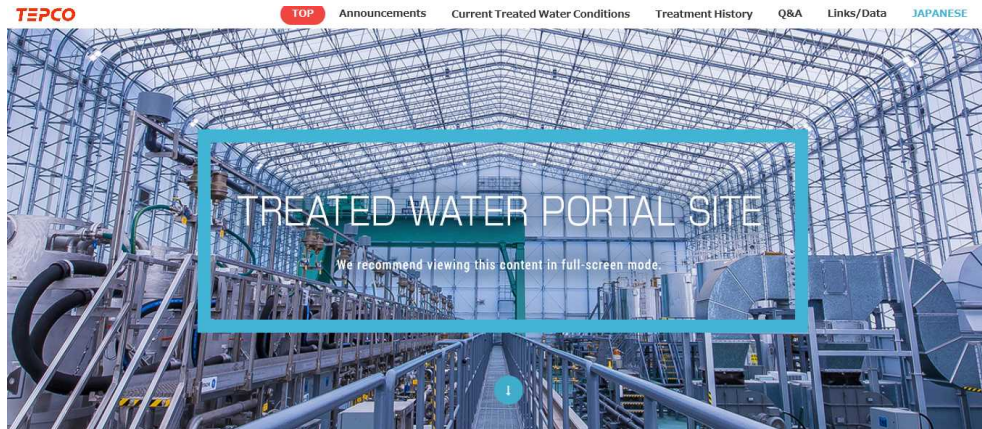 TEPCO
TOP Announcements Current Treated Water Conditions Treatment History Q&A Links/Data JAPANESE
TREATED WATER PORTAL SITE
We recommend viewing this content in full-screen mode.